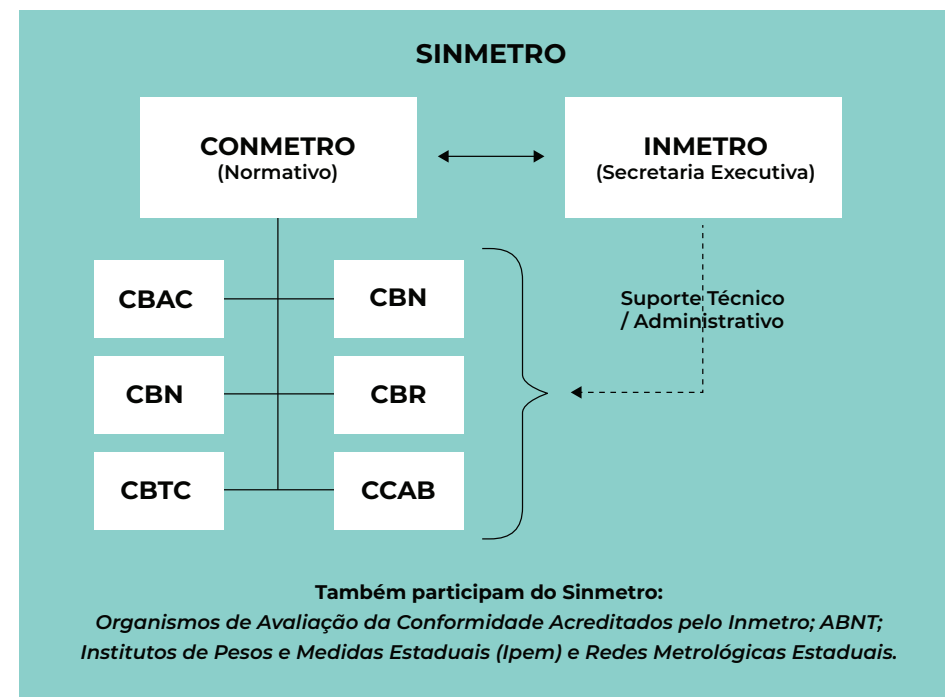 SINMETRO
CONMETRO
(Normativo)
INMETRO
(Secretaria Executiva)
CBAC
CBN
Suporte Técnico
/ Administrativo
CBN
CBR
CBTC
CCAB
Também participam do Sinmetro:
Organismos de Avaliação da Conformidade Acreditados pelo Inmetro; ABNT;
Institutos de Pesos e Medidas Estaduais (Ipem) e Redes Metrológicas Estaduais.